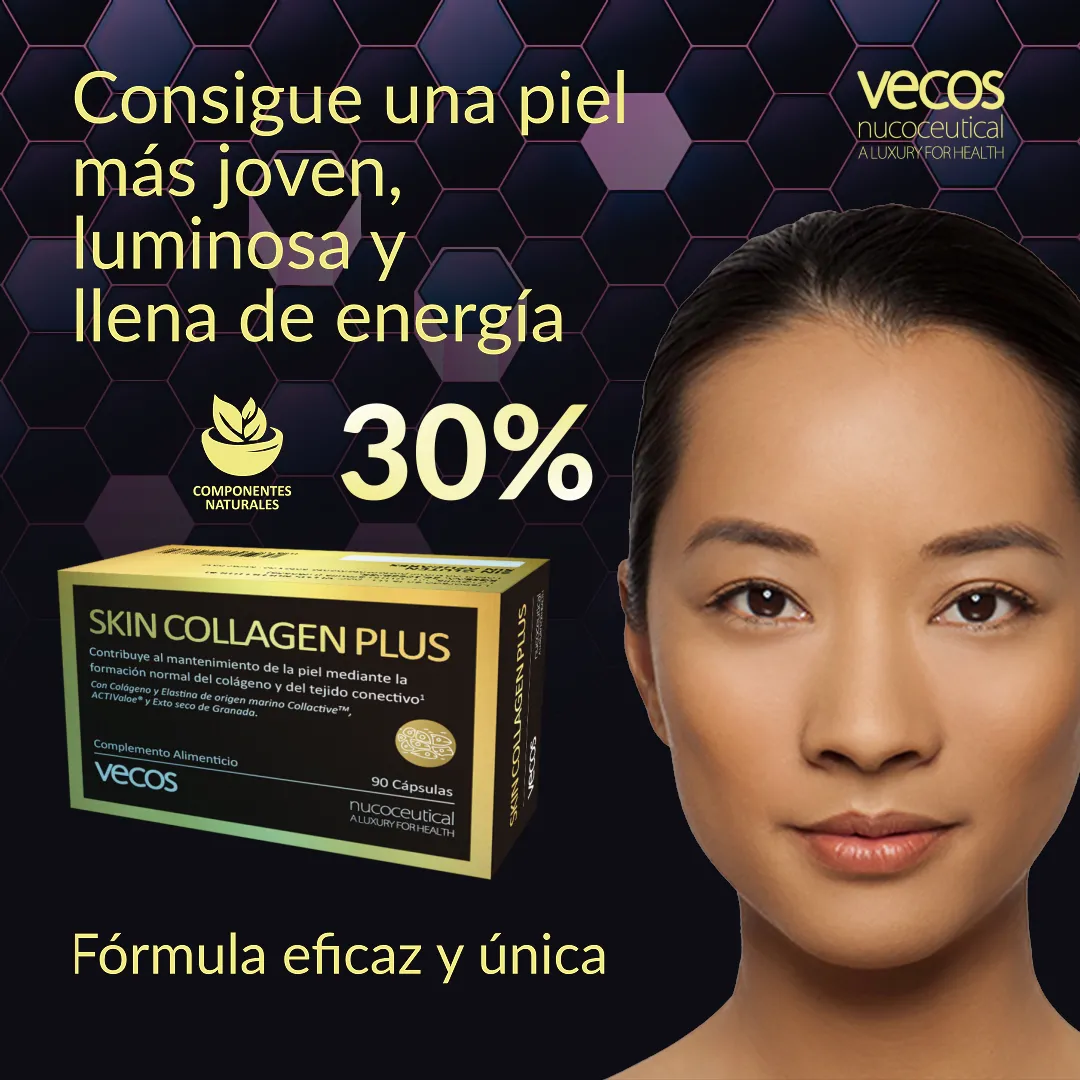 Consigue una piel
más joven,
luminosa y
llena de energía
vecos
nucoceutical
A LUXURY FOR HEALTH
COMPONENTES
NATURALES
30%
SKIN COLLAGEN PLUS
Contribuye al mantenimiento de la piel mediante la
formación normal del colágeno y del tejido conectivo¹
Con Colágeno y Elastina de origen marino Collactive™,
ACTIValoe® y Exto seco de Granada.
Complemento Alimenticio
vecos
90 Cápsulas
nucoceutical
A LUXURY FOR HEALTH
SKIN COLLAGEN PLUS
vecos
nucoceutical
Fórmula eficaz y única